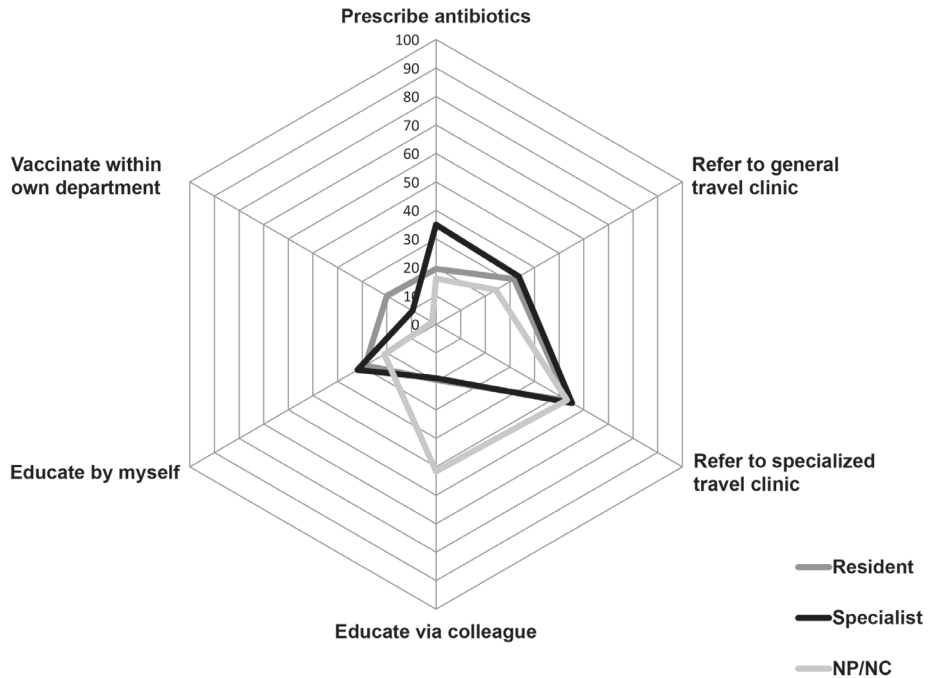 Prescribe antibiotics
100
90
80
70
60
50
40
30
20
10
0
Vaccinate within
own department
Refer to general
travel clinic
Educate by myself
Refer to specialized
travel clinic
Educate via colleague
Resident
Specialist
NP/NC